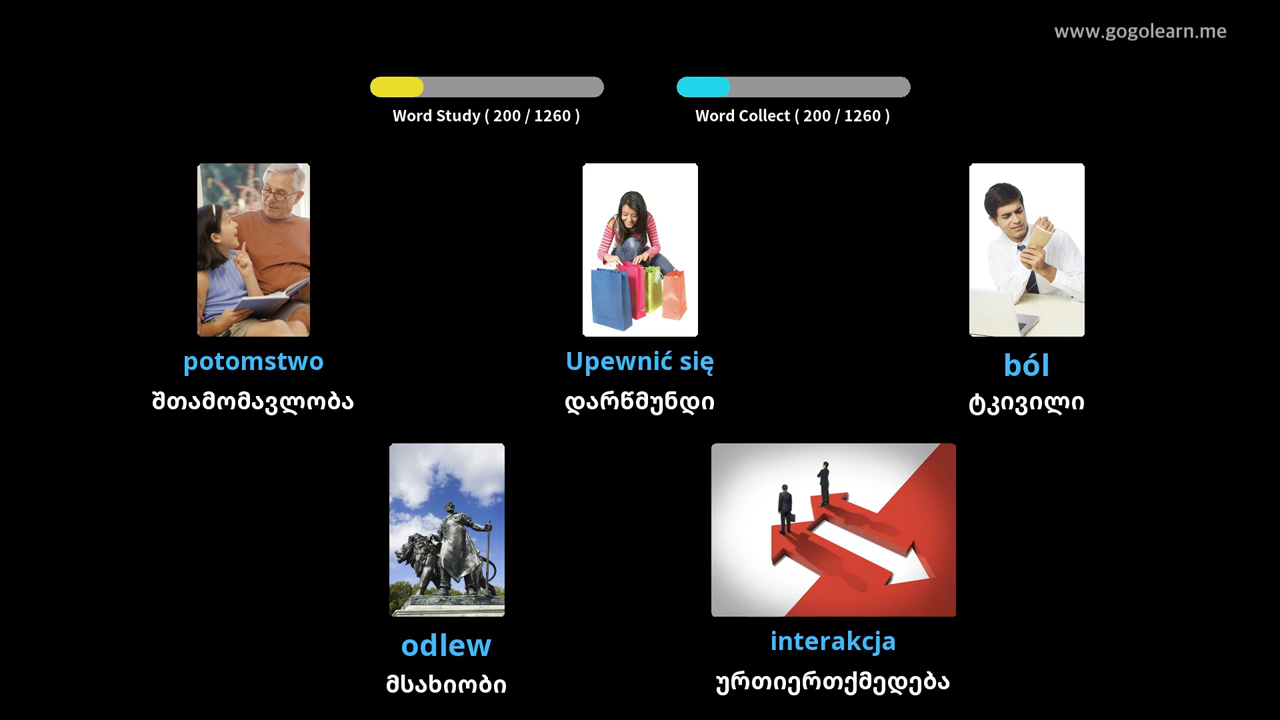 www.gogolearn.me
Word Study ( 200 / 1260 )
Word Collect ( 200 / 1260 )
potomstwo
შთამომავლობა
Upewnić się
დარწმუნდი
ból
ტკივილი
odlew
მსახიობი
interakcja
ურთიერთქმედება